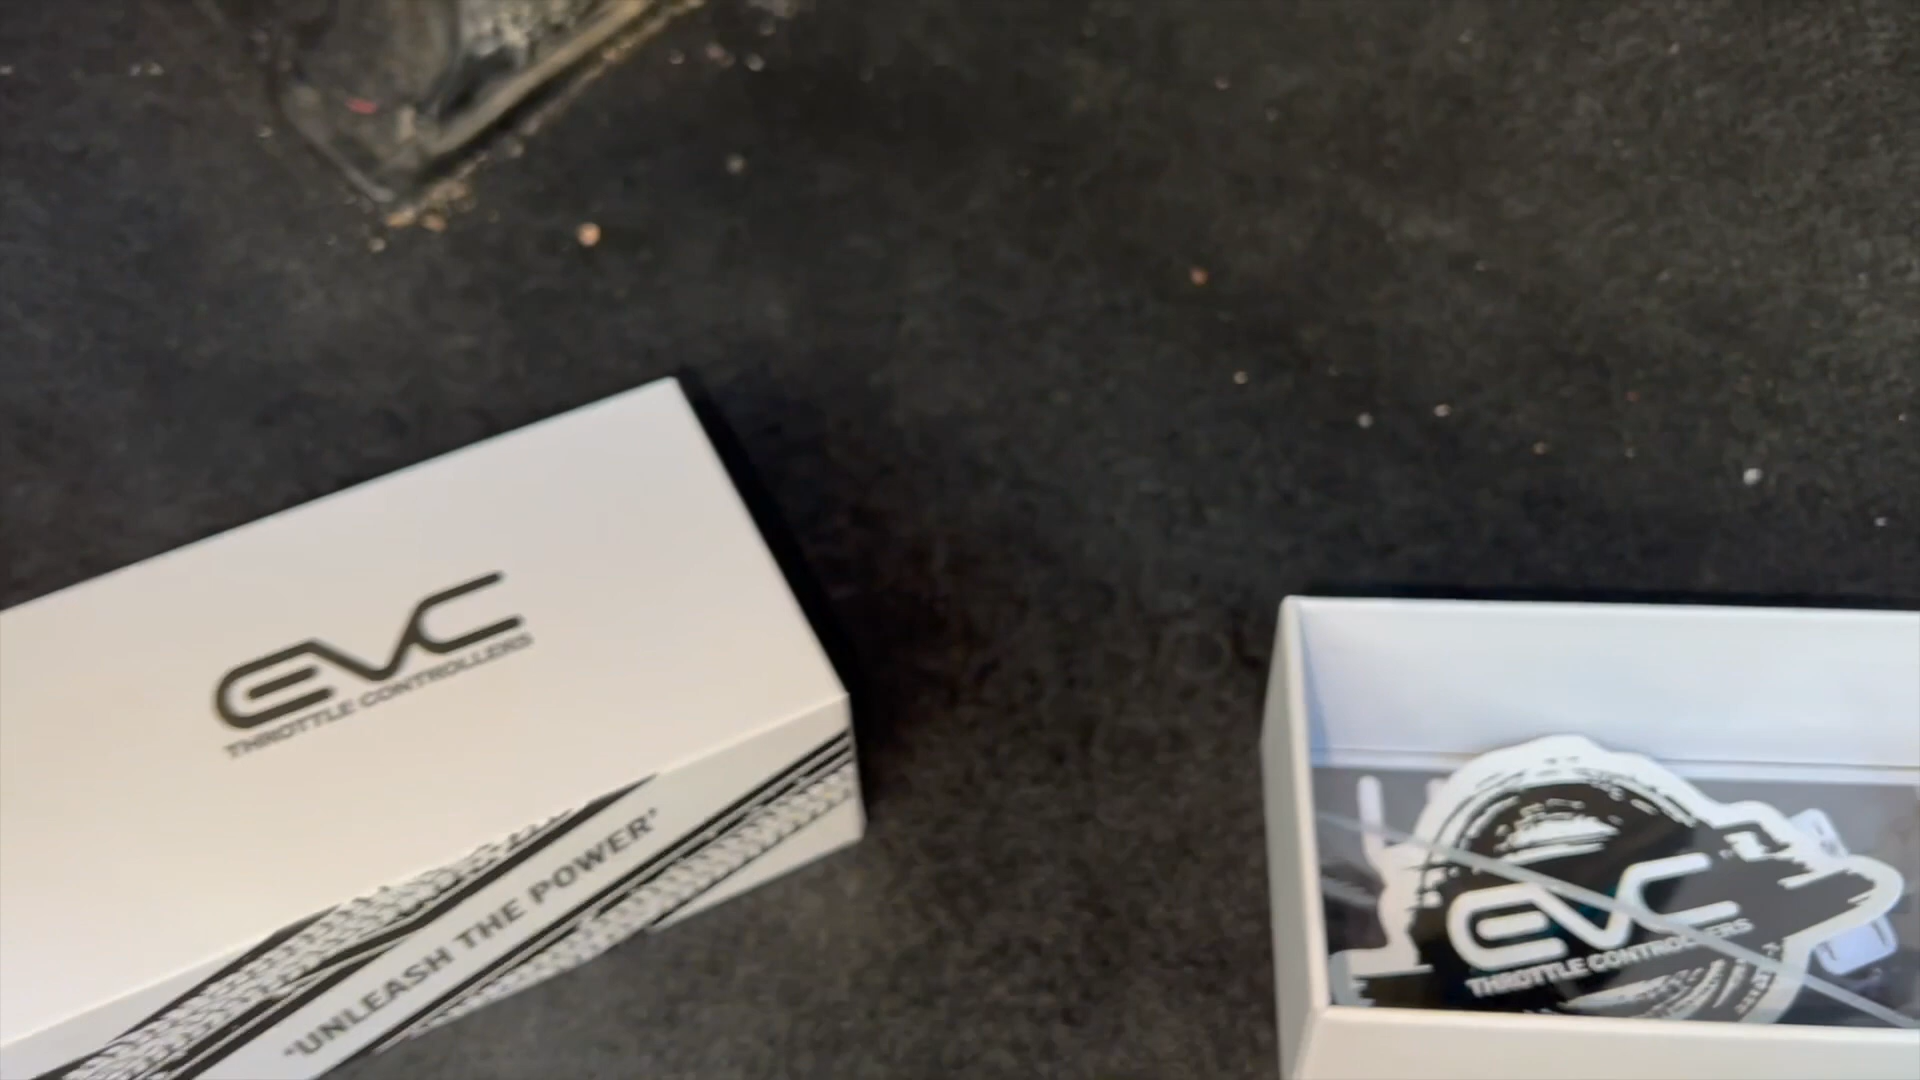 EVC
THROTTLE CONTROLLERS
"UNLEASH THE POWER"
EVC
THROTTLE CONTROLLERS